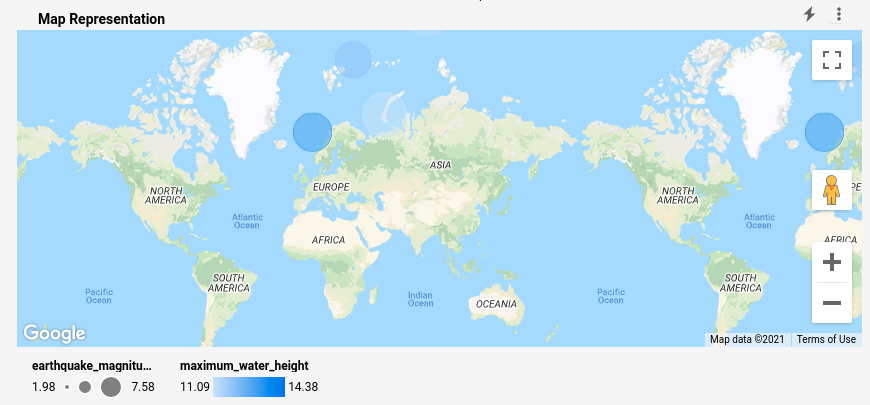 Map Representation
NORTH
AMERICA
Atlantic
Ocean
Pacific
Ocean
SOUTH
AMERICA
EUROPE
ASIA
AFRICA
Indian
Ocean
OCEANIA
NORTH
AMERICA
Atlantic
Ocean
Pacific
Ocean
SOUTH
AMERICA
PE
AFRICA
Google
Map data ©2021 Terms of Use
earthquake_magnitu... maximum_water_height
1.98 7.58 11.09 14.38